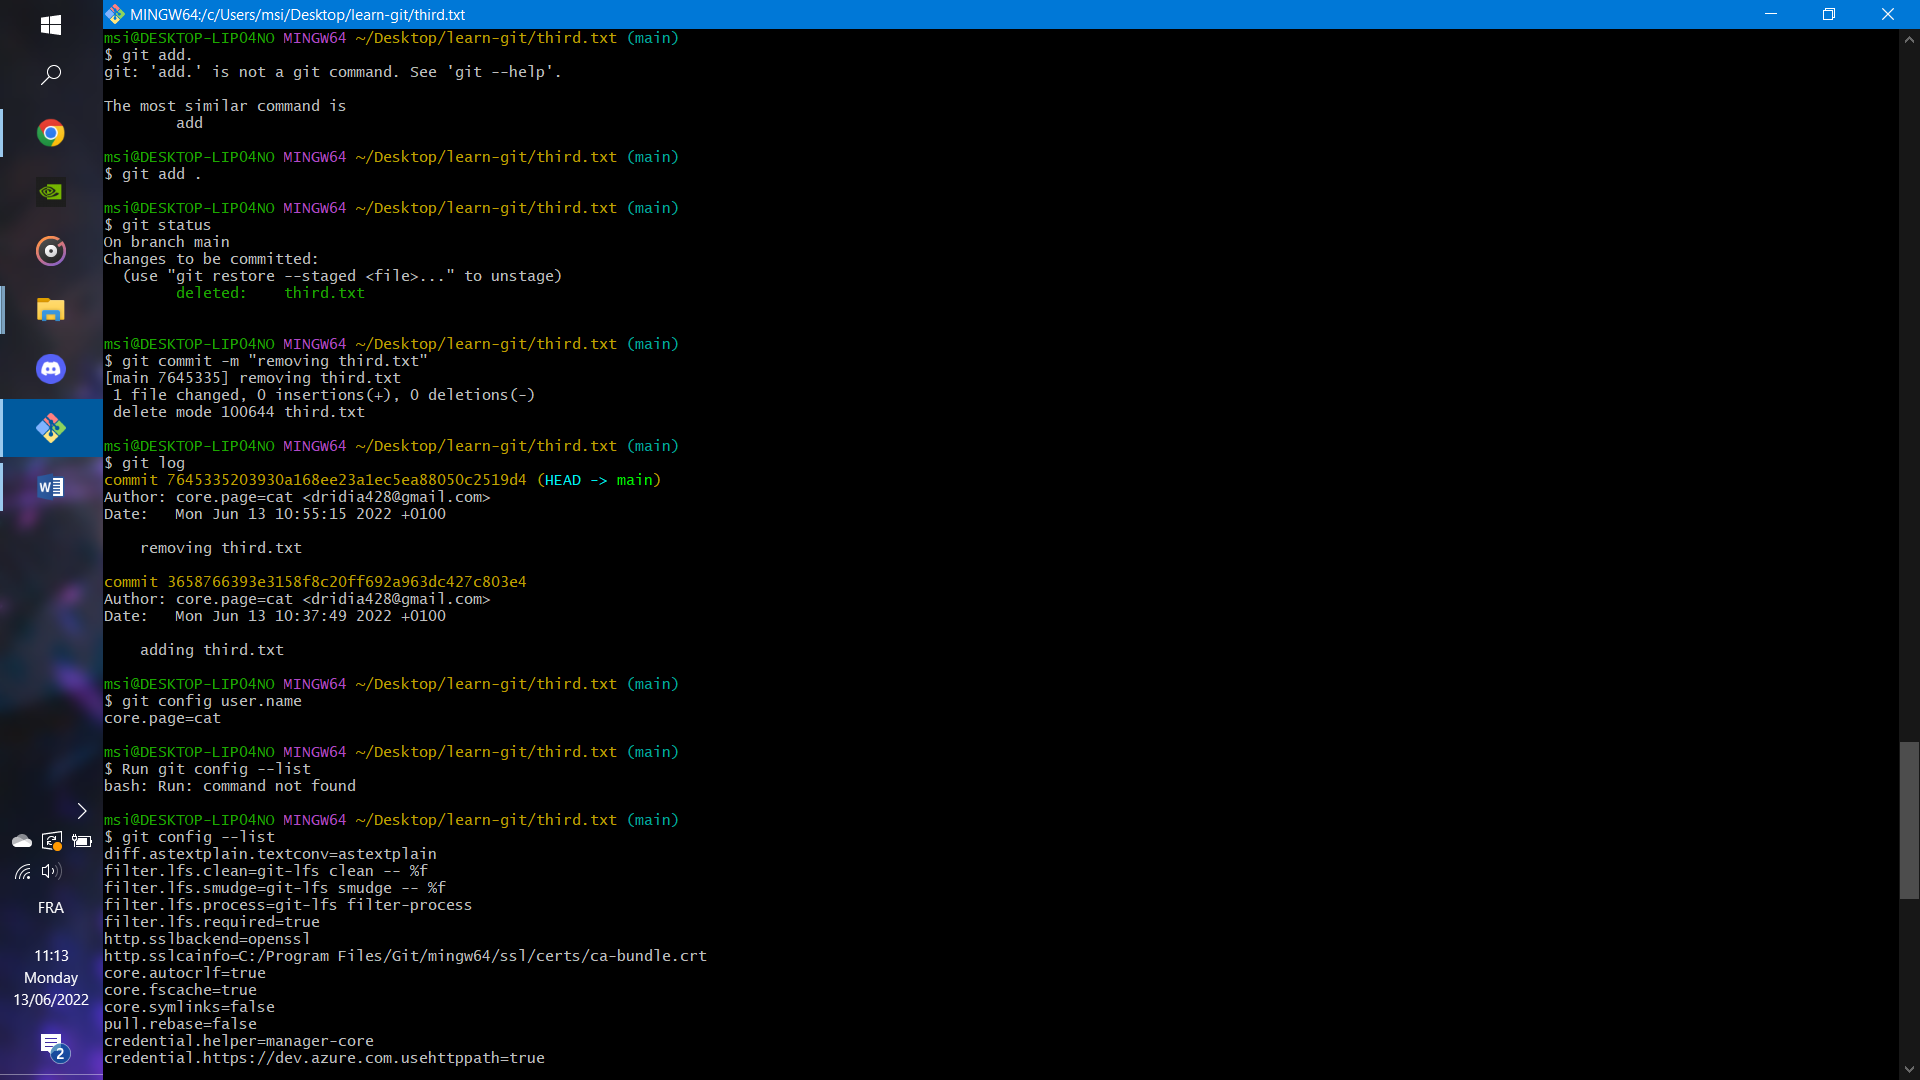 MINGW64:/c/Users/msi/Desktop/learn-git/third.txt
msi@DESKTOP-LIPO4NO MINGW64 ~/Desktop/learn-git/third.txt (main)
$ git add.
git: 'add.' is not a git command. See 'git --help'.
The most similar command is
add
msi@DESKTOP-LIPO4NO MINGW64 ~/Desktop/learn-git/third.txt (main)
$ git add .
msi@DESKTOP-LIPO4NO MINGW64 ~/Desktop/learn-git/third.txt (main)
$ git status
On branch main
Changes to be committed:
(use "git restore --staged <file>..." to unstage)
deleted:    third.txt
msi@DESKTOP-LIPO4NO MINGW64 ~/Desktop/learn-git/third.txt (main)
$ git commit -m "removing third.txt"
[main 7645335] removing third.txt
1 file changed, 0 insertions(+), 0 deletions(-)
delete mode 100644 third.txt
msi@DESKTOP-LIPO4NO MINGW64 ~/Desktop/learn-git/third.txt (main)
$ git log
commit 7645335203930a168ee23a1ec5ea88050c2519d4 (HEAD -> main)
Author: core.page=cat <dridia428@gmail.com>
Date:   Mon Jun 13 10:55:15 2022 +0100
removing third.txt
commit 3658766393e3158f8c20ff692a963dc427c803e4
Author: core.page=cat <dridia428@gmail.com>
Date:   Mon Jun 13 10:37:49 2022 +0100
adding third.txt
msi@DESKTOP-LIPO4NO MINGW64 ~/Desktop/learn-git/third.txt (main)
$ git config user.name
core.page=cat
msi@DESKTOP-LIPO4NO MINGW64 ~/Desktop/learn-git/third.txt (main)
$ Run git config --list
bash: Run: command not found
msi@DESKTOP-LIPO4NO MINGW64 ~/Desktop/learn-git/third.txt (main)
$ git config --list
diff.astextplain.textconv=astextplain
filter.lfs.clean=git-lfs clean -- %f
filter.lfs.smudge=git-lfs smudge -- %f
filter.lfs.process=git-lfs filter-process
filter.lfs.required=true
http.sslbackend=openssl
http.sslcainfo=C:/Program Files/Git/mingw64/ssl/certs/ca-bundle.crt
core.autocrlf=true
core.fscache=true
core.symlinks=false
pull.rebase=false
credential.helper=manager-core
credential.https://dev.azure.com.usehttppath=true
W
FRA
11:13
Monday
13/06/2022
2